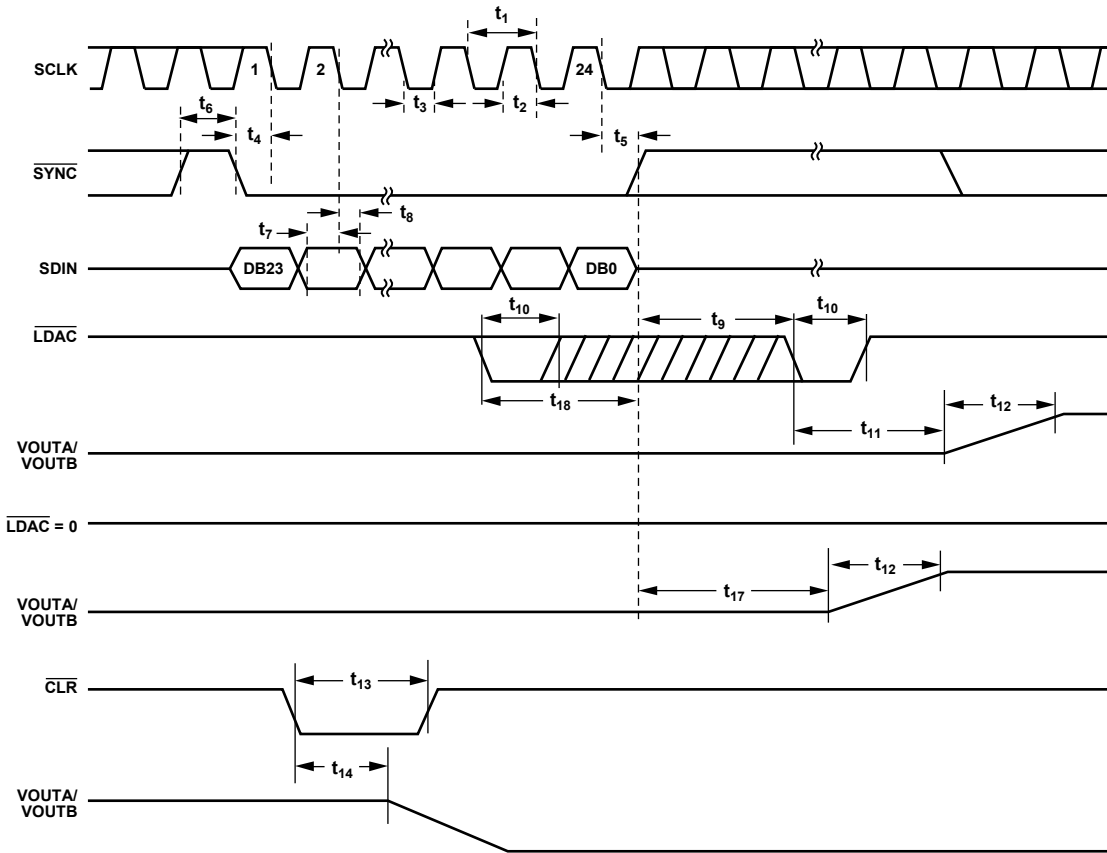 t1
SCLK
1
2
24
t3
t2
t6
t4
t5
SYNC
t8
t7
SDIN
DB23
DB0
t10
t9
t10
LDAC
t18
t12
t11
VOUTA/
VOUTB
LDAC = 0
t12
t17
VOUTA/
VOUTB
CLR
t13
t14
VOUTA/
VOUTB